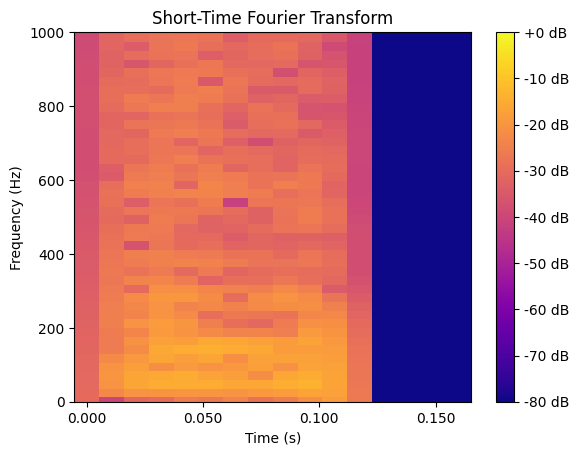 Short-Time Fourier Transform
Frequency (Hz)
1000
800
600
400
200
0
0.000
0.050
0.100
0.150
Time (s)
+0 dB
-10 dB
-20 dB
-30 dB
-40 dB
-50 dB
-60 dB
-70 dB
-80 dB